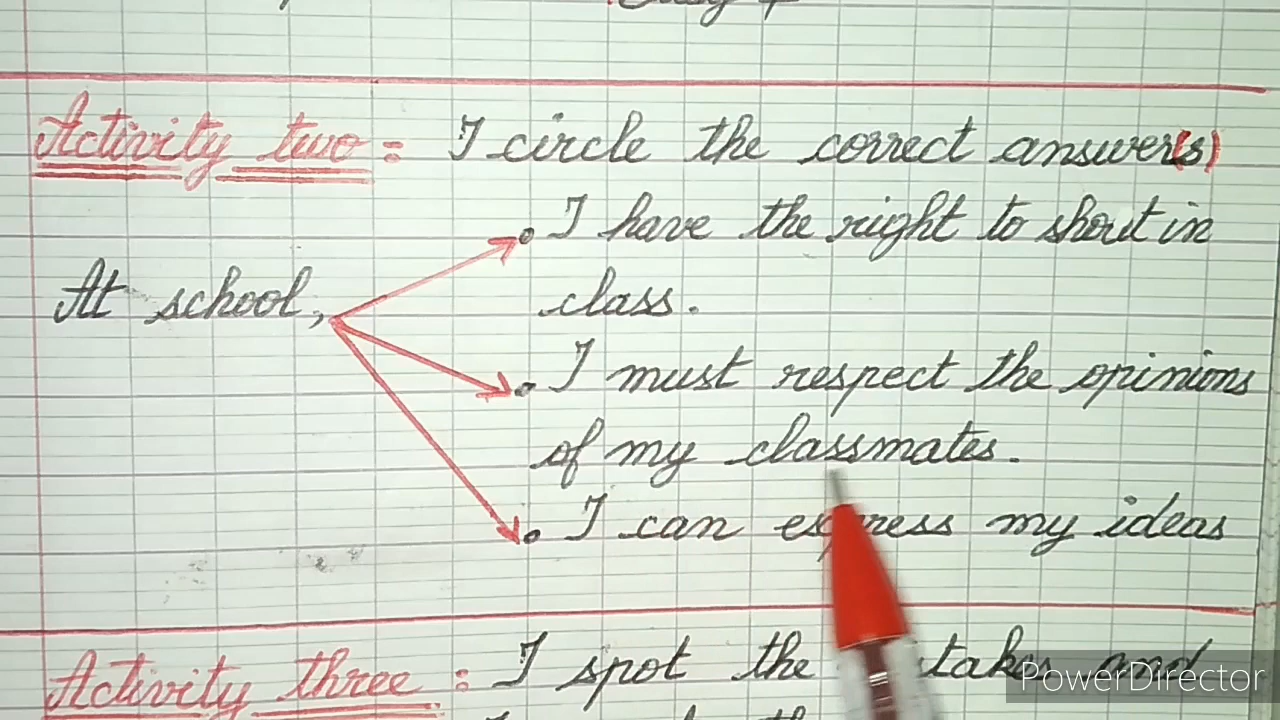 Activity two = I circle the correct answer(s)
• I have the right to shout in
At school, class.
• I must respect the opinions
of my classmates.
• I can express my ideas
Activity three : I spot the and
PowerDirector